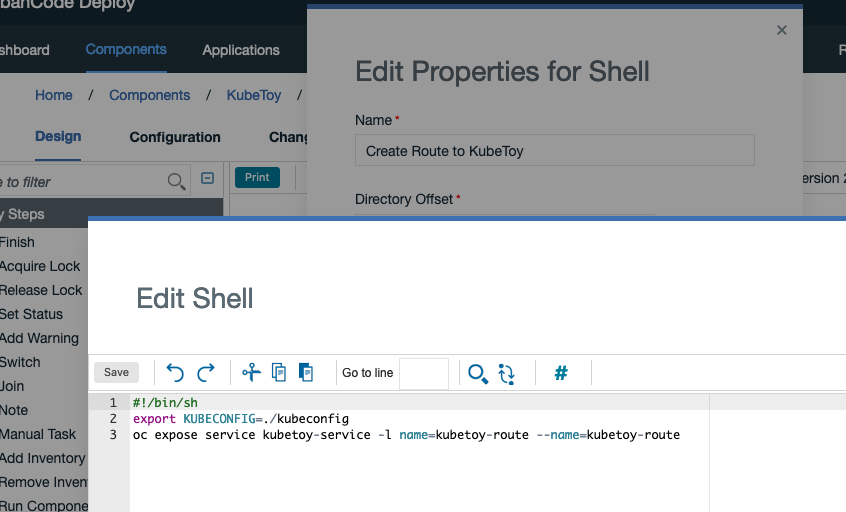 banCode Deploy
shboard Components Applications R
×
Edit Properties for Shell
Home / Components / KubeToy /
Name *
Design Configuration Chang
Create Route to KubeToy
e to filter Print ersion 2
Directory Offset *
y Steps
Finish
Acquire Lock
Release Lock
Set Status
Add Warning
Switch
Join
Note
Manual Task
Add Inventory
Remove Inven
Run Compone
Edit Shell
Save Go to line #
1 #!/bin/sh
2 export KUBECONFIG=./kubeconfig
3 oc expose service kubetoy-service -l name=kubetoy-route --name=kubetoy-route